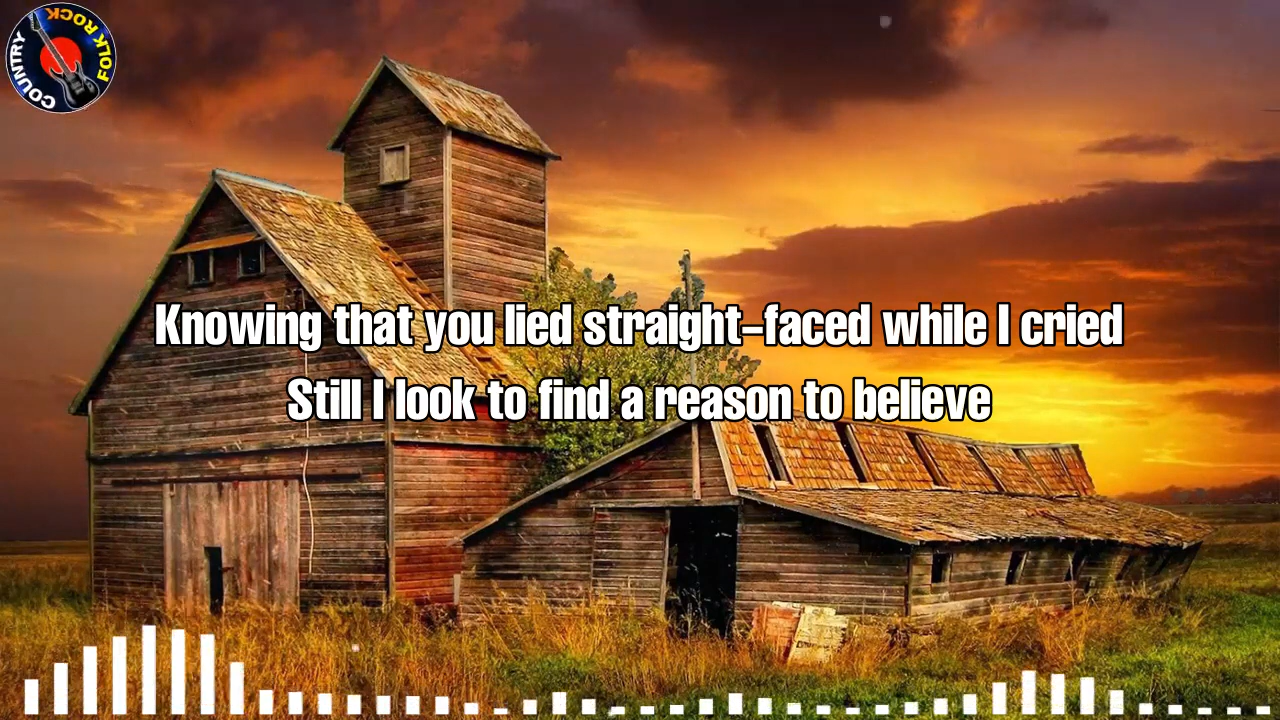 COUNTRY
FOLK ROCK
Knowing that you lied straight-faced while I cried
Still I look to find a reason to believe